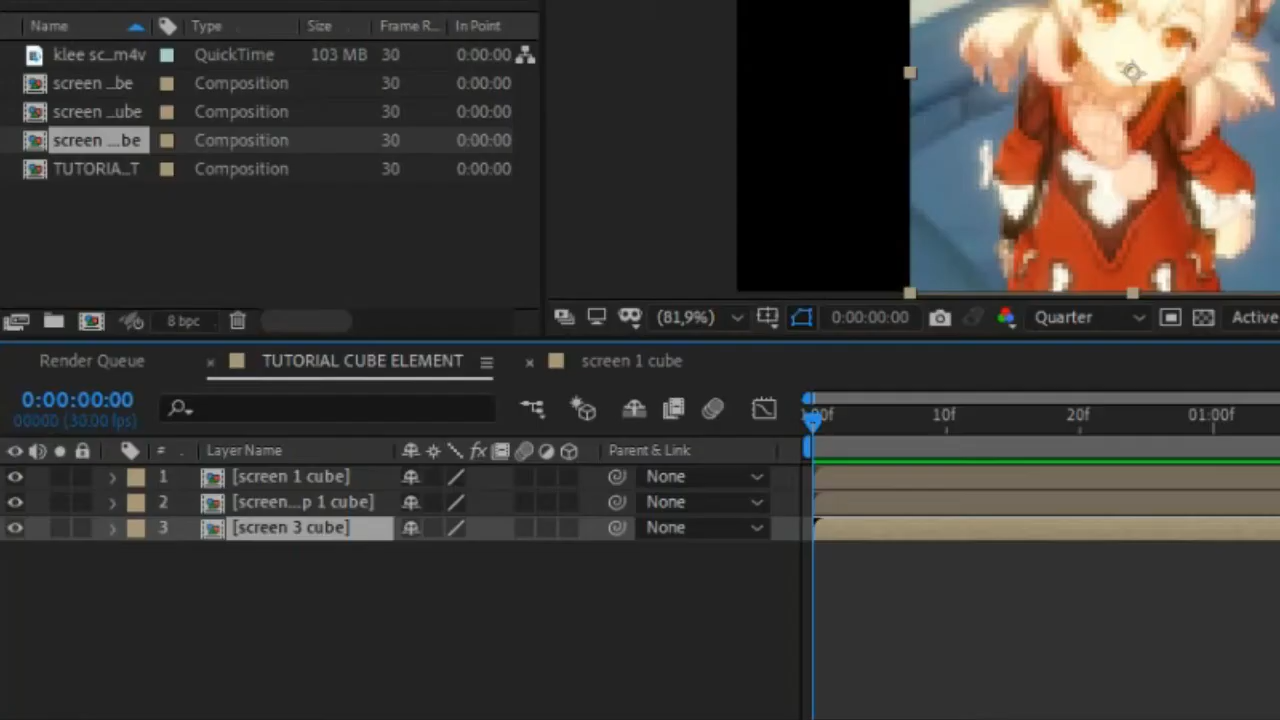 Name Type Size Frame R... In Point
klee sc...m4v QuickTime 103 MB 30 0:00:00
screen ...be Composition 30 0:00:00
screen ...ube Composition 30 0:00:00
screen ...be Composition 30 0:00:00
TUTORIA...T Composition 30 0:00:00
8 bpc
(81,9%) 0:00:00:00 Quarter Active
Render Queue × TUTORIAL CUBE ELEMENT × screen 1 cube
0:00:00:00
00000 (30.00 fps)
00f 10f 20f 01:00f
# Layer Name fx Parent & Link
1 [screen 1 cube] None
2 [screen...p 1 cube] None
3 [screen 3 cube] None